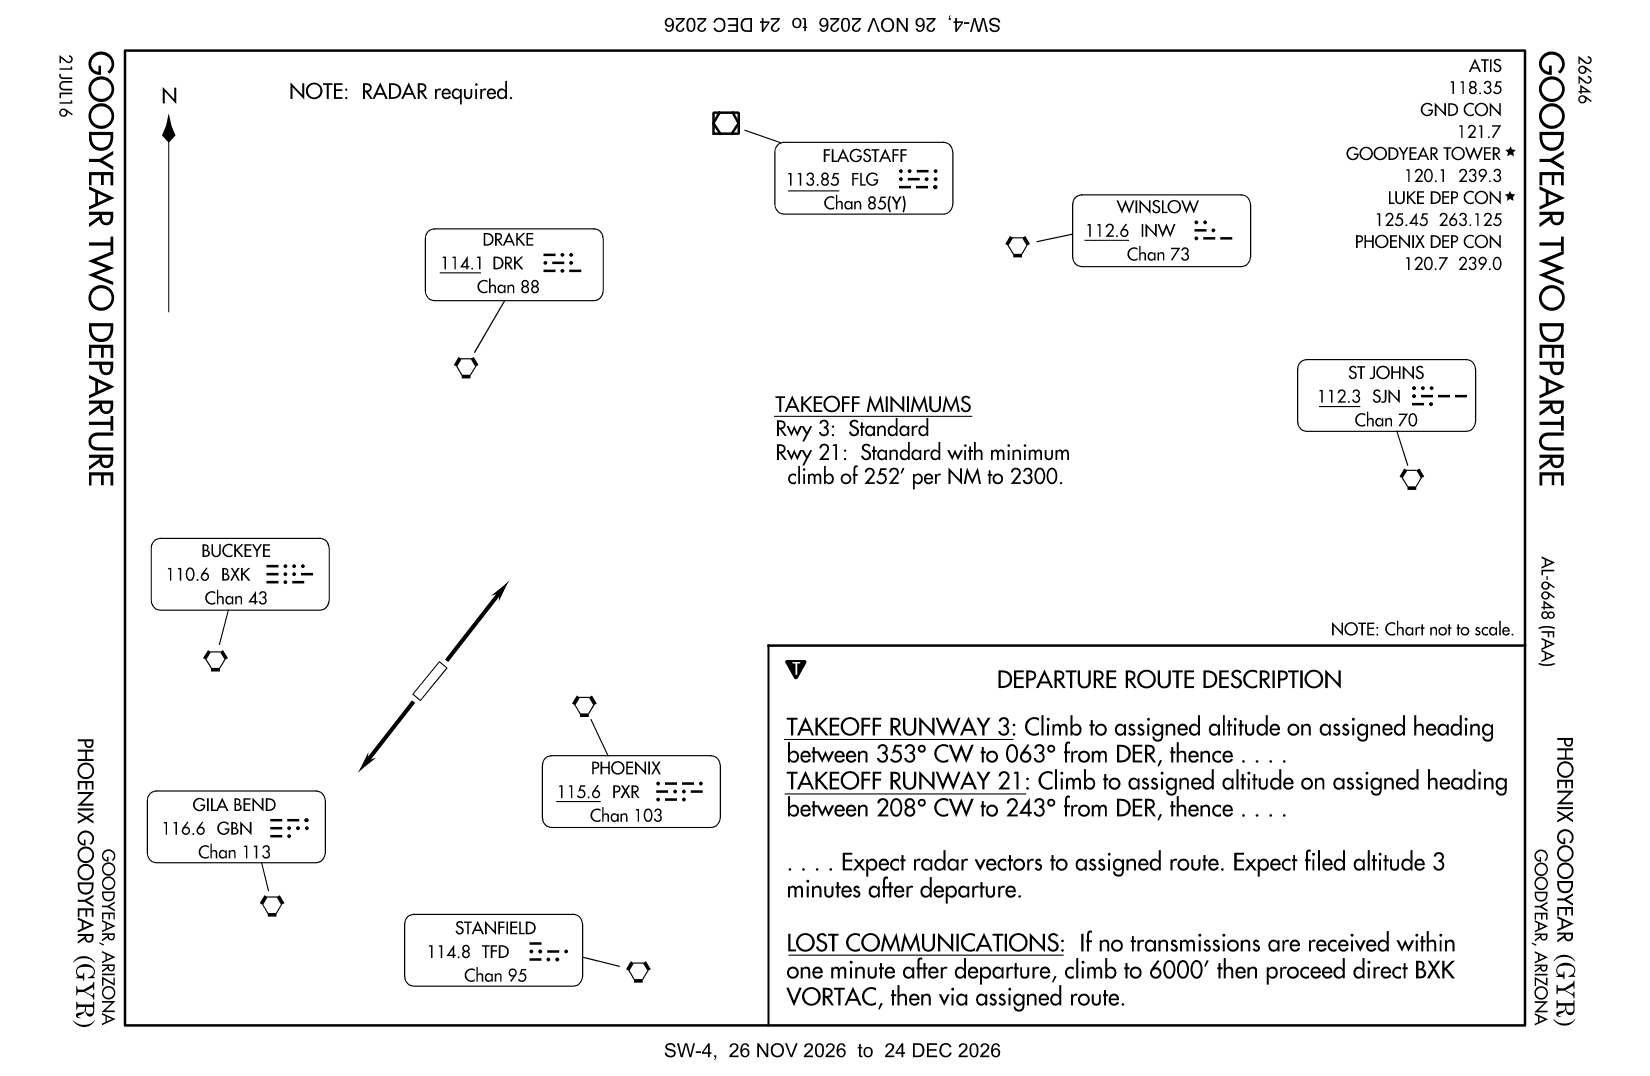 SW-4, 26 NOV 2026 to 24 DEC 2026
GOODYEAR TWO DEPARTURE
21JUL16
PHOENIX GOODYEAR (GYR)
GOODYEAR, ARIZONA
N
NOTE: RADAR required.
FLAGSTAFF
113.85 FLG
Chan 85(Y)
WINSLOW
112.6 INW
Chan 73
DRAKE
114.1 DRK
Chan 88
ATIS
118.35
GND CON
121.7
GOODYEAR TOWER ★
120.1 239.3
LUKE DEP CON ★
125.45 263.125
PHOENIX DEP CON
120.7 239.0
ST JOHNS
112.3 SJN
Chan 70
TAKEOFF MINIMUMS
Rwy 3: Standard
Rwy 21: Standard with minimum
climb of 252' per NM to 2300.
BUCKEYE
110.6 BXK
Chan 43
NOTE: Chart not to scale.
PHOENIX
115.6 PXR
Chan 103
GILA BEND
116.6 GBN
Chan 113
STANFIELD
114.8 TFD
Chan 95
T
DEPARTURE ROUTE DESCRIPTION
TAKEOFF RUNWAY 3: Climb to assigned altitude on assigned heading
between 353° CW to 063° from DER, thence . . . .
TAKEOFF RUNWAY 21: Climb to assigned altitude on assigned heading
between 208° CW to 243° from DER, thence . . . .
. . . . Expect radar vectors to assigned route. Expect filed altitude 3
minutes after departure.
LOST COMMUNICATIONS: If no transmissions are received within
one minute after departure, climb to 6000' then proceed direct BXK
VORTAC, then via assigned route.
26246
GOODYEAR TWO DEPARTURE
AL-6648 (FAA)
PHOENIX GOODYEAR (GYR)
GOODYEAR, ARIZONA
SW-4, 26 NOV 2026 to 24 DEC 2026